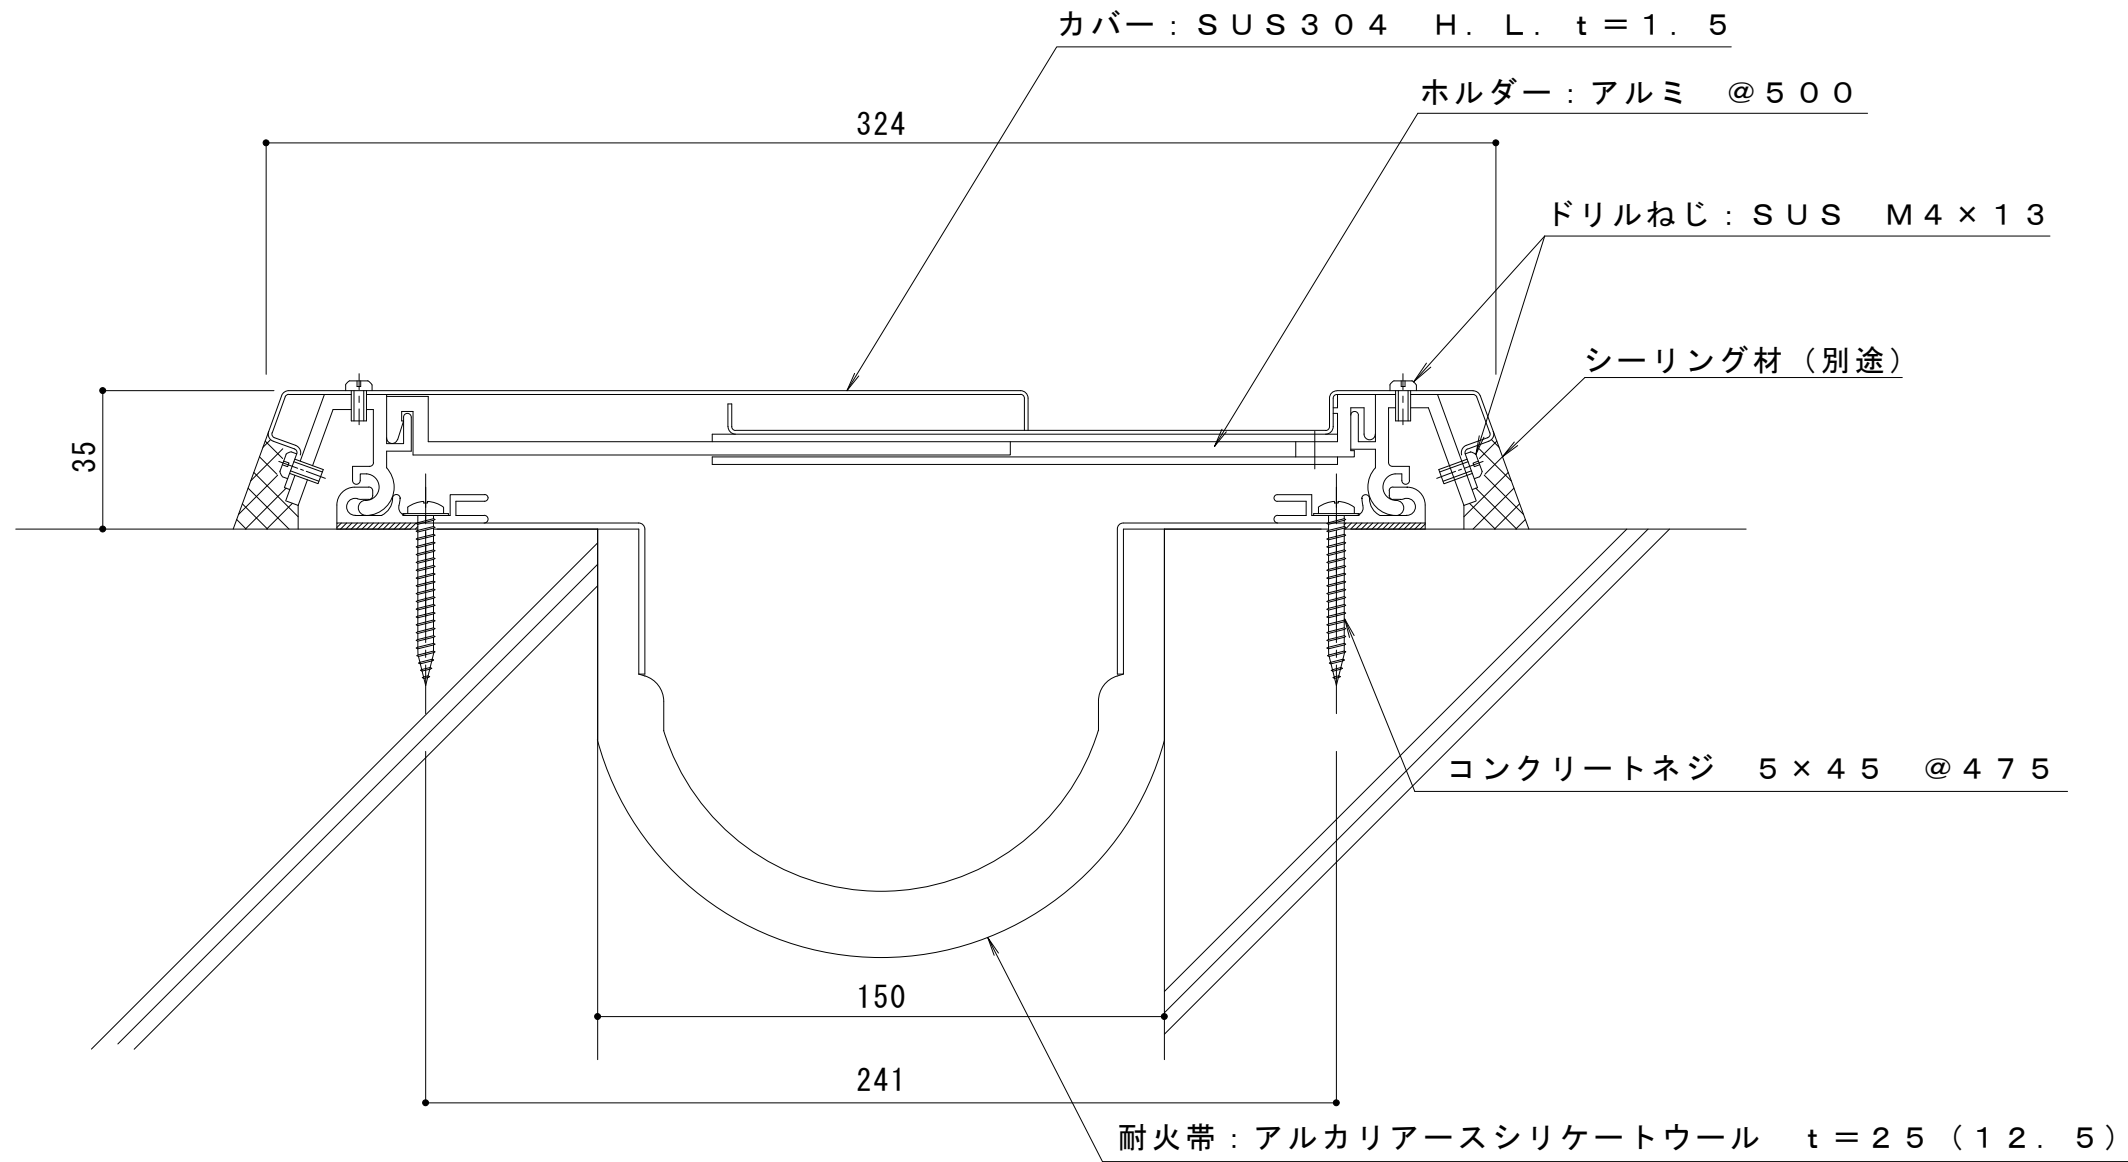 カバー：ＳＵＳ３０４　Ｈ．Ｌ．ｔ＝１．５
ホルダー：アルミ　＠５００
324
ドリルねじ：ＳＵＳ　Ｍ４×１３
シーリング材（別途）
35
コンクリートネジ　５×４５　＠４７５
150
241
耐火帯：アルカリアースシリケートウール　ｔ＝２５（１２．５）